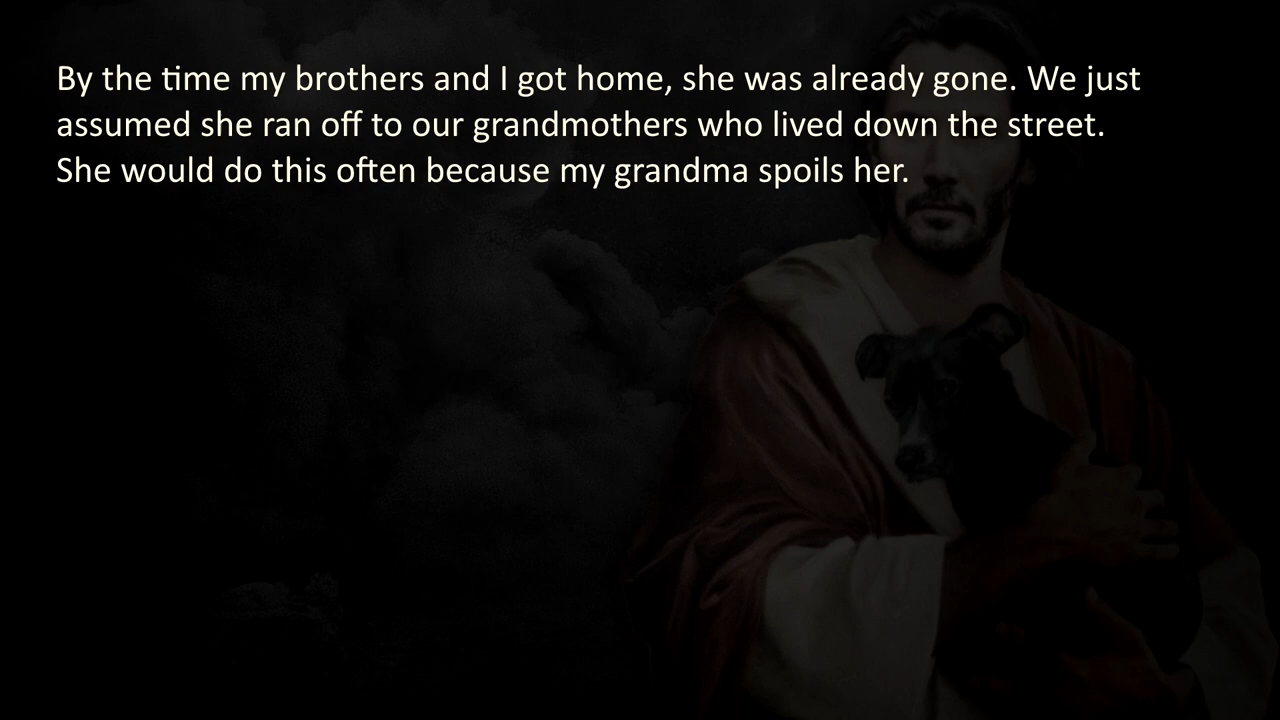 By the time my brothers and I got home, she was already gone. We just
assumed she ran off to our grandmothers who lived down the street.
She would do this often because my grandma spoils her.